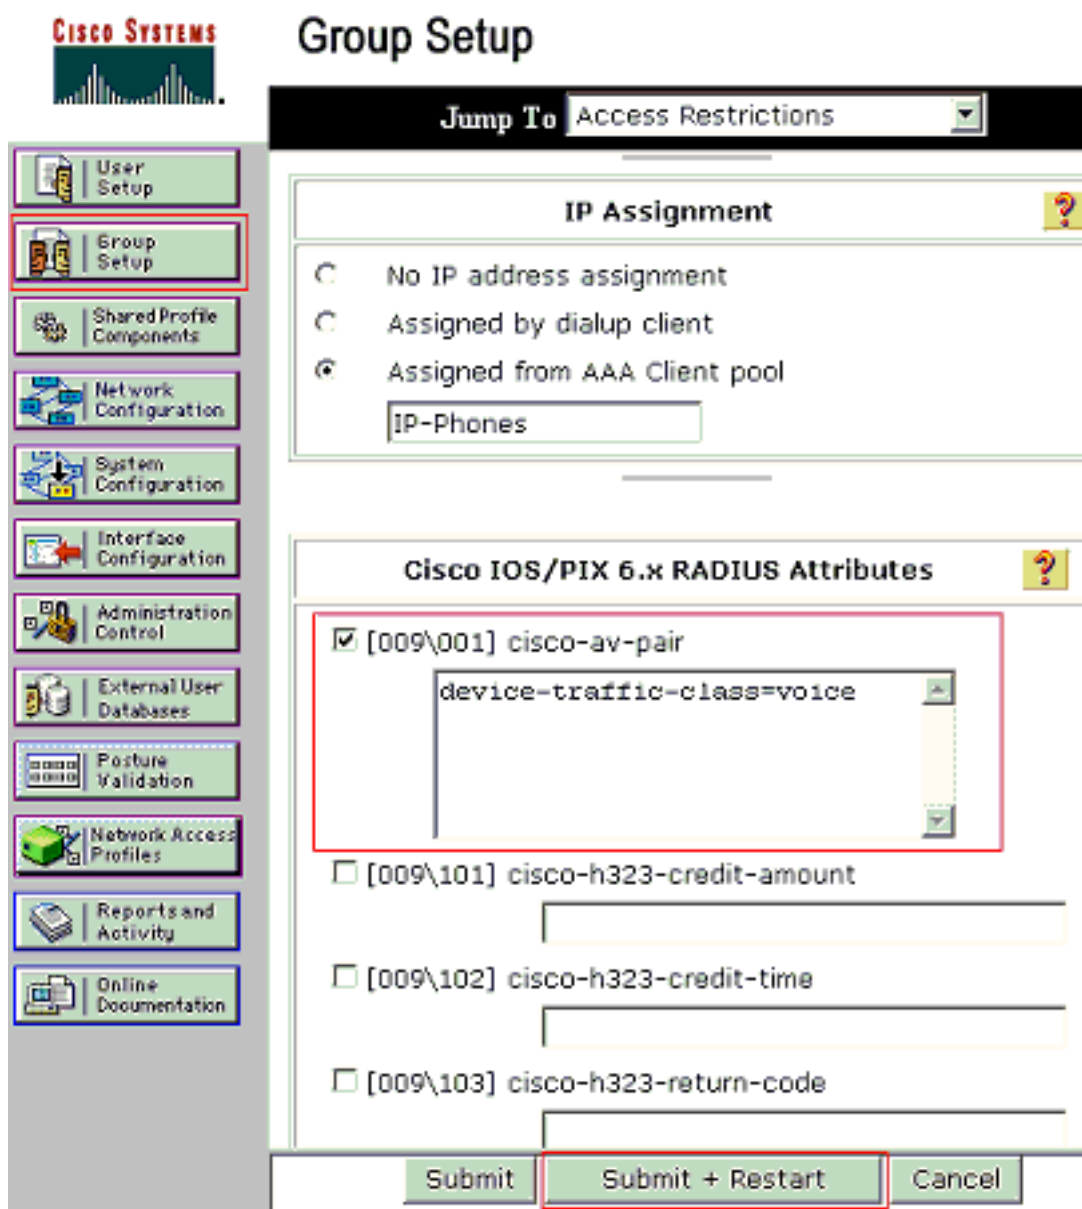 CISCO SYSTEMS
Group Setup
Jump To Access Restrictions
User
Setup
Group
Setup
Shared Profile
Components
Network
Configuration
System
Configuration
Interface
Configuration
Administration
Control
External User
Databases
Posture
Validation
Network Access
Profiles
Reports and
Activity
Online
Documentation
IP Assignment ?
No IP address assignment
Assigned by dialup client
Assigned from AAA Client pool
IP-Phones
Cisco IOS/PIX 6.x RADIUS Attributes ?
[009\001] cisco-av-pair
device-traffic-class=voice
[009\101] cisco-h323-credit-amount
[009\102] cisco-h323-credit-time
[009\103] cisco-h323-return-code
Submit Submit + Restart Cancel